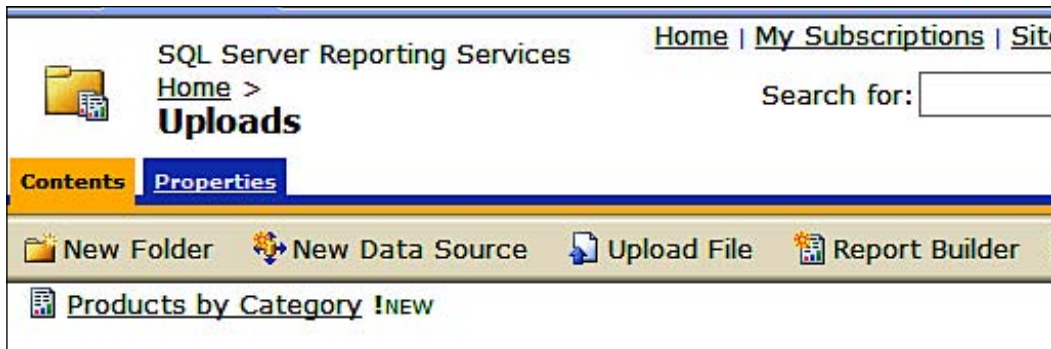 SQL Server Reporting Services
Home >
Uploads
Home | My Subscriptions |
Search for:
Contents Properties
New Folder New Data Source Upload File Report Builder
Products by Category !NEW